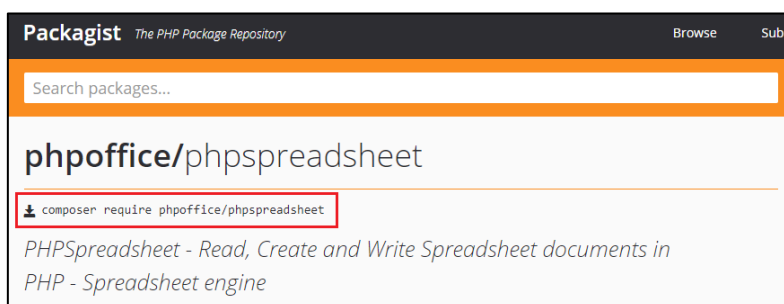 Packagist The PHP Package Repository Browse
Search packages...
phpoffice/phpspreadsheet
composer require phpoffice/phpspreadsheet
PHPSpreadsheet - Read, Create and Write Spreadsheet documents in
PHP - Spreadsheet engine